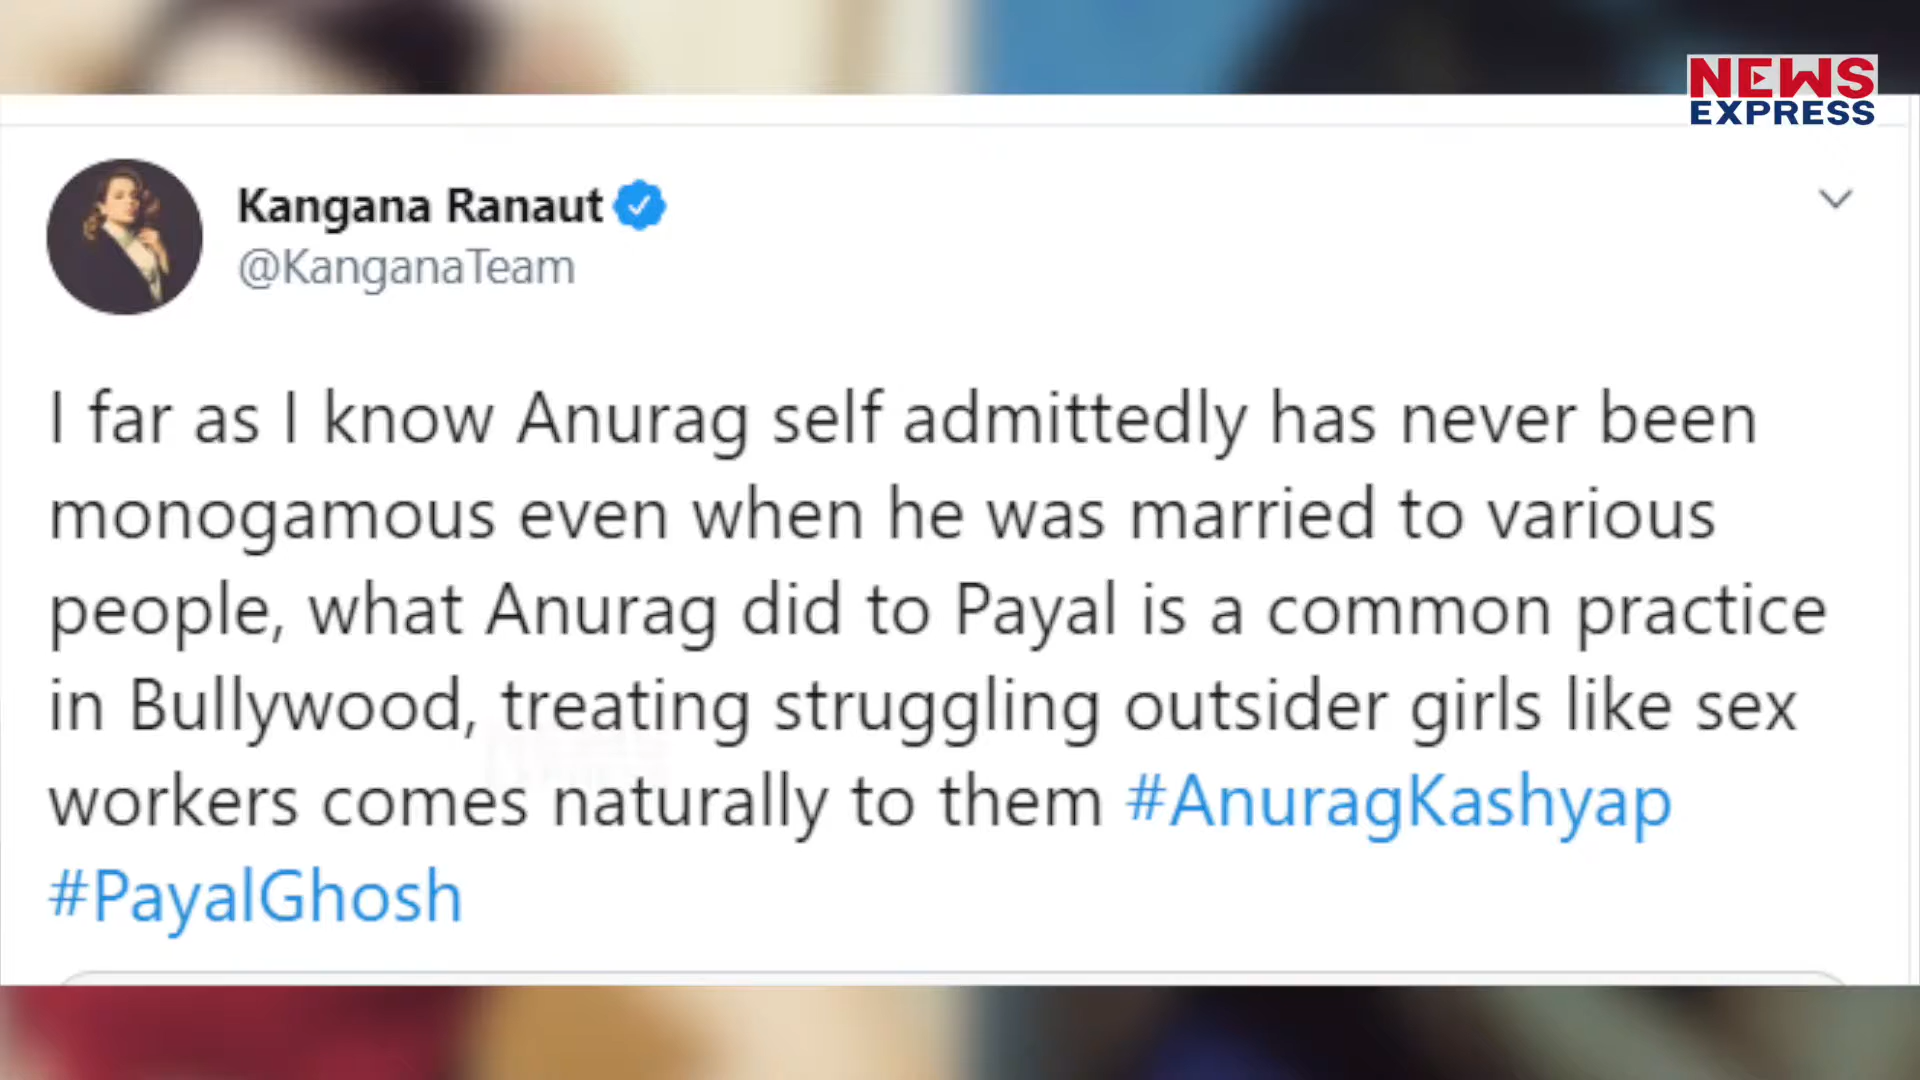 NEWS
EXPRESS
Kangana Ranaut
@KanganaTeam
I far as I know Anurag self admittedly has never been
monogamous even when he was married to various
people, what Anurag did to Payal is a common practice
in Bullywood, treating struggling outsider girls like sex
workers comes naturally to them #AnuragKashyap
#PayalGhosh